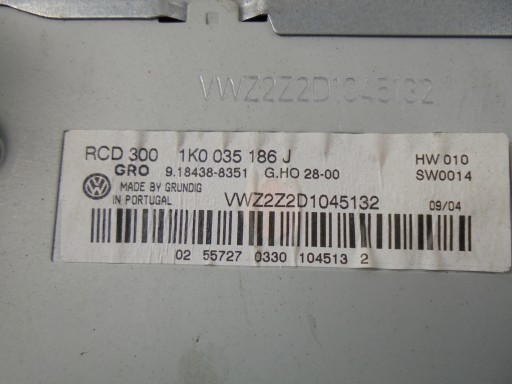 VWZ2Z2D1045132
RCD 300 1K0 035 186 J HW 010
GRO 9.18438-8351 G.HO 28-00 SW0014
MADE BY GRUNDIG
IN PORTUGAL VWZ2Z2D1045132 09/04
02 55727 0330 104513 2